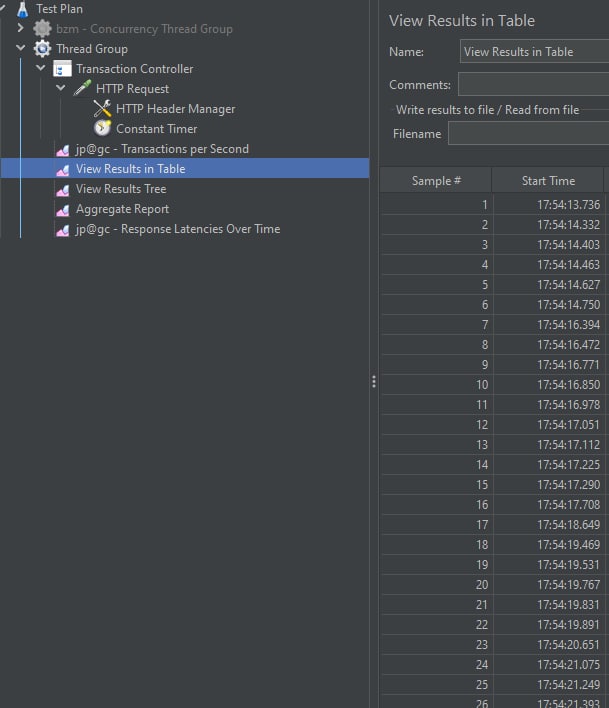 Test Plan
bzm - Concurrency Thread Group
Thread Group
Transaction Controller
HTTP Request
HTTP Header Manager
Constant Timer
jp@gc - Transactions per Second
View Results in Table
View Results Tree
Aggregate Report
jp@gc - Response Latencies Over Time
View Results in Table
Name: View Results in Table
Comments:
Write results to file / Read from file
Filename
Sample # Start Time
1 17:54:13.736
2 17:54:14.332
3 17:54:14.403
4 17:54:14.463
5 17:54:14.627
6 17:54:14.750
7 17:54:16.394
8 17:54:16.472
9 17:54:16.771
10 17:54:16.850
11 17:54:16.978
12 17:54:17.051
13 17:54:17.112
14 17:54:17.225
15 17:54:17.290
16 17:54:17.708
17 17:54:18.649
18 17:54:19.469
19 17:54:19.531
20 17:54:19.767
21 17:54:19.831
22 17:54:19.891
23 17:54:20.651
24 17:54:21.075
25 17:54:21.249
26 17:54:21.393